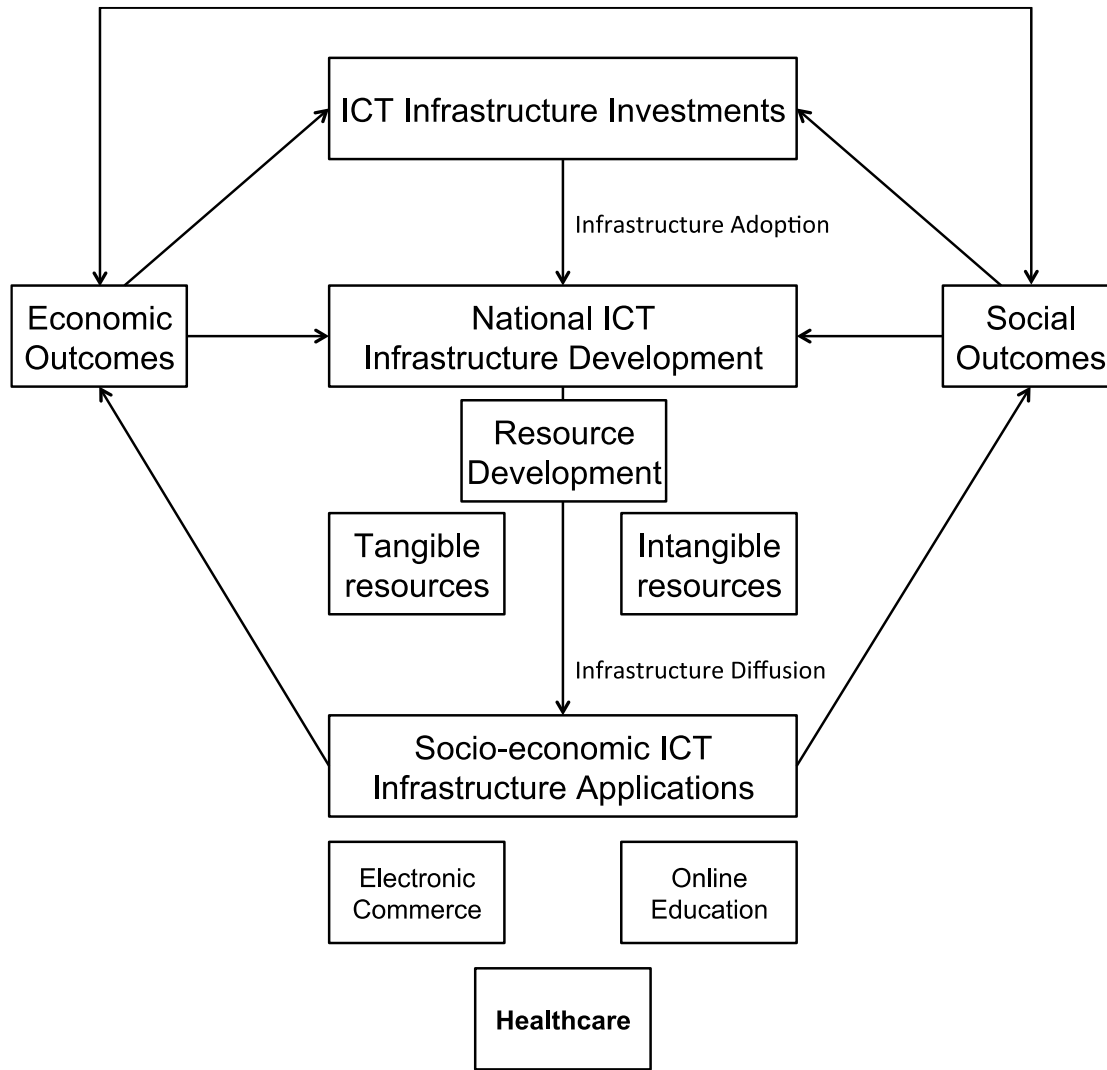 ICT Infrastructure Investments
Infrastructure Adoption
Economic
Outcomes
National ICT
Infrastructure Development
Social
Outcomes
Resource
Development
Tangible
resources
Intangible
resources
Infrastructure Diffusion
Socio-economic ICT
Infrastructure Applications
Electronic
Commerce
Online
Education
Healthcare